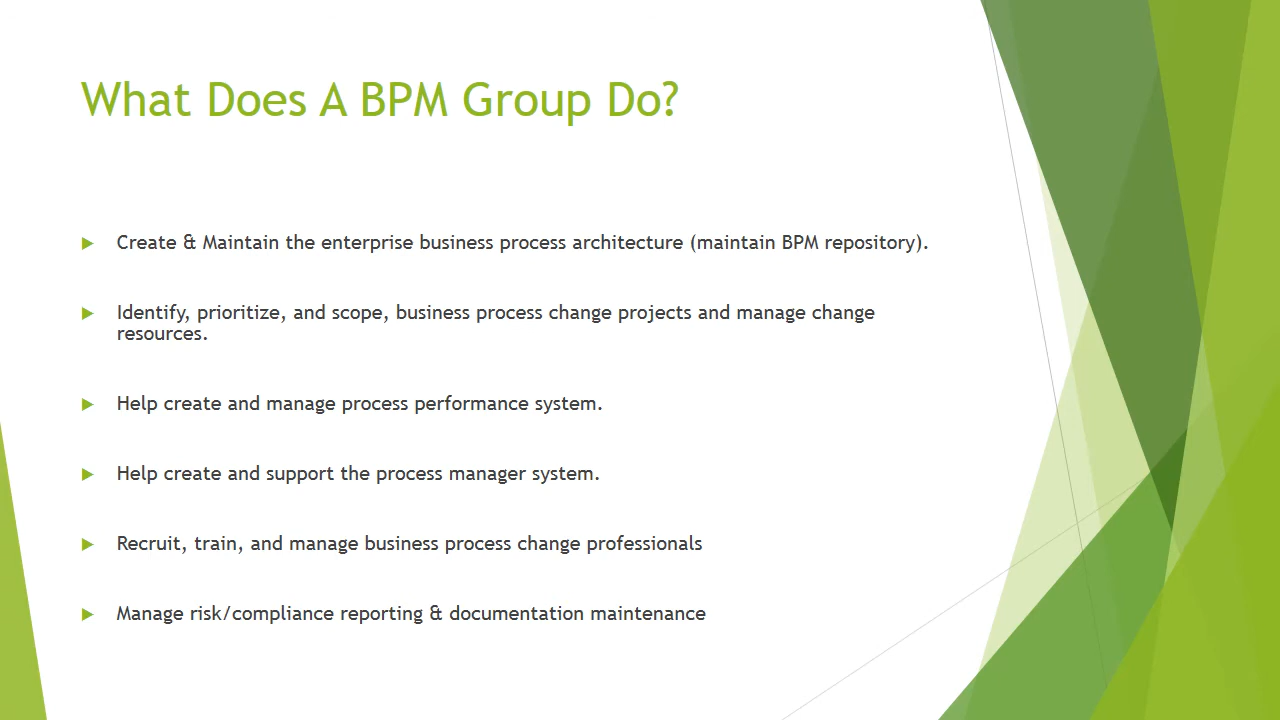 What Does A BPM Group Do?
Create & Maintain the enterprise business process architecture (maintain BPM repository).
Identify, prioritize, and scope, business process change projects and manage change
resources.
Help create and manage process performance system.
Help create and support the process manager system.
Recruit, train, and manage business process change professionals
Manage risk/compliance reporting & documentation maintenance